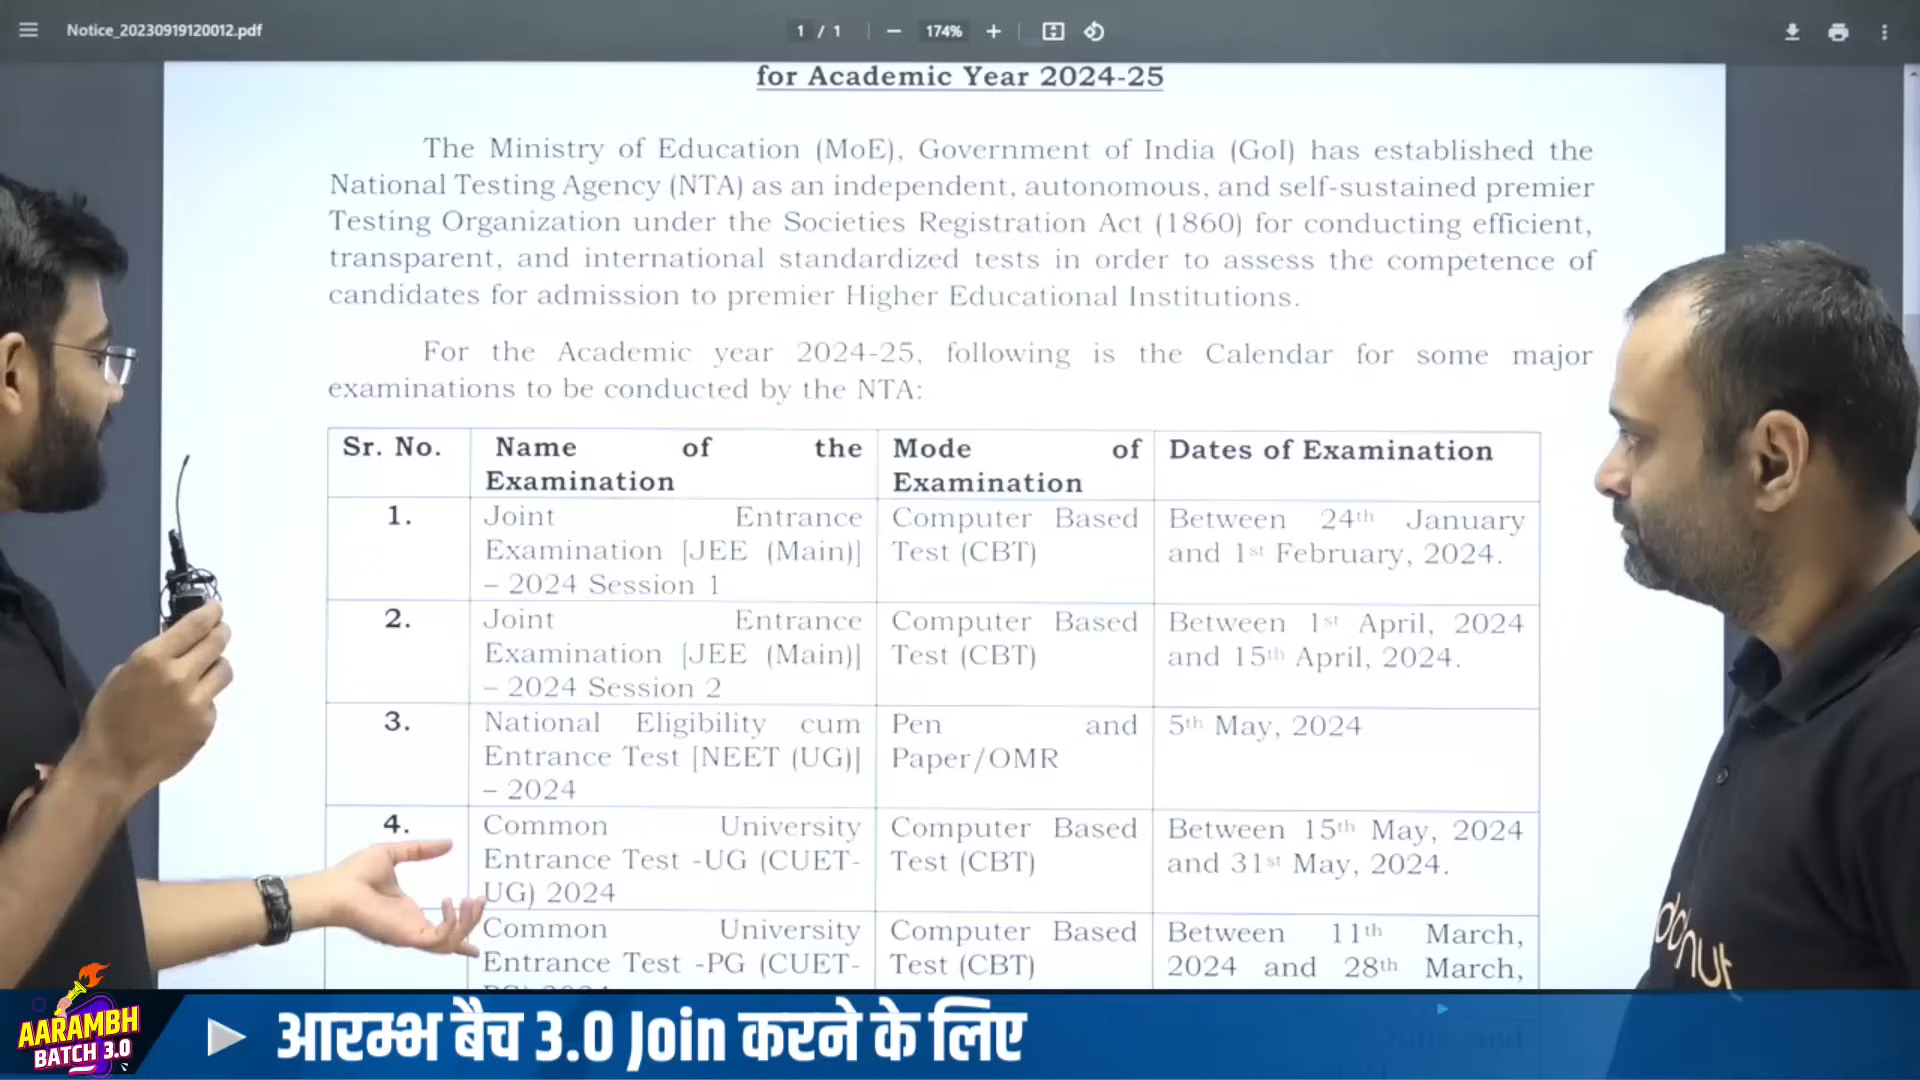 Notice_20230919120012.pdf
1 / 1
174%
for Academic Year 2024-25
The Ministry of Education (MoE), Government of India (GoI) has established the
National Testing Agency (NTA) as an independent, autonomous, and self-sustained premier
Testing Organization under the Societies Registration Act (1860) for conducting efficient,
transparent, and international standardized tests in order to assess the competence of
candidates for admission to premier Higher Educational Institutions.
For the Academic year 2024-25, following is the Calendar for some major
examinations to be conducted by the NTA:
Sr. No.
Name of the
Examination
Mode of
Examination
Dates of Examination
1.
Joint Entrance
Examination [JEE (Main)]
– 2024 Session 1
Computer Based
Test (CBT)
Between 24th January
and 1st February, 2024.
2.
Joint Entrance
Examination [JEE (Main)]
– 2024 Session 2
Computer Based
Test (CBT)
Between 1st April, 2024
and 15th April, 2024.
3.
National Eligibility cum
Entrance Test [NEET (UG)]
– 2024
Pen and
Paper/OMR
5th May, 2024
4.
Common University
Entrance Test -UG (CUET-
UG) 2024
Computer Based
Test (CBT)
Between 15th May, 2024
and 31st May, 2024.
Common University
Entrance Test -PG (CUET-
Computer Based
Test (CBT)
Between 11th March,
2024 and 28th March,
AARAMBH
BATCH 3.0
आरम्भ बैच 3.0 Join करने के लिए